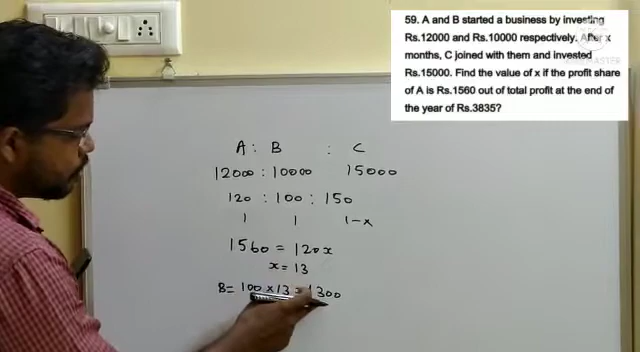 59. A and B started a business by investing
Rs.12000 and Rs.10000 respectively. After x
months, C joined with them and invested
Rs.15000. Find the value of x if the profit share
of A is Rs.1560 out of total profit at the end of
the year of Rs.3835?
A : B : C
12000 : 10000 15000
120 : 100 : 150
1 1 1-x
1560 = 120x
x = 13
B = 100 × 13 = 1300